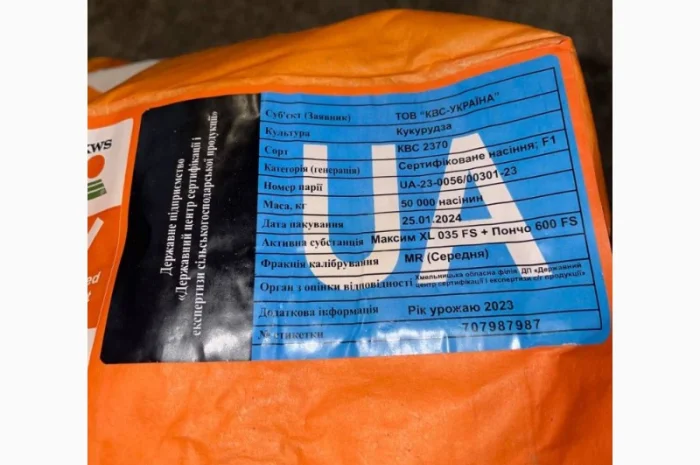 KWS
Державне підприємство
«Державний центр сертифікації і
експертизи сільськогосподарської продукції»
UA
Суб'єкт (Заявник) ТОВ "КВС-УКРАЇНА"
Культура Кукурудза
Сорт КВС 2370
Категорія (генерація) Сертифіковане насіння; F1
Номер парії UA-23-0056/00301-23
Маса, кг 50 000 насінин
Дата пакування 25.01.2024
Активна субстанція Максим XL 035 FS + Пончо 600 FS
Фракція калібрування MR (Середня)
Орган з оцінки відповідності Хмельницька обласна філія ДП «Державний
центр сертифікації і експертизи с/г продукції»
Додаткова інформація Рік урожаю 2023
№ етикетки 707987987